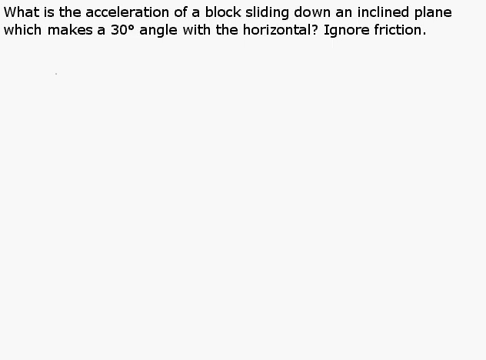 What is the acceleration of a block sliding down an inclined plane
which makes a 30° angle with the horizontal? Ignore friction.